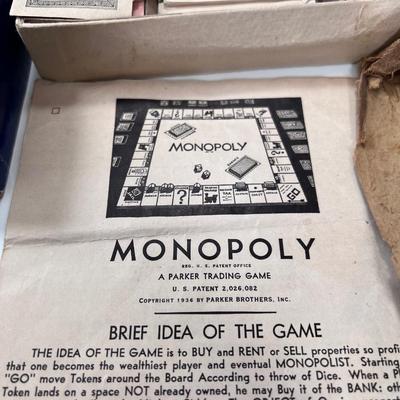 MONOPOLY
GO
MONOPOLY
REG. U. S. PATENT OFFICE
A PARKER TRADING GAME
U. S. PATENT 2,026,082
COPYRIGHT 1936 BY PARKER BROTHERS, INC.
BRIEF IDEA OF THE GAME
THE IDEA OF THE GAME is to BUY and RENT or SELL properties so profi
that one becomes the wealthiest player and eventual MONOPOLIST. Starting
"GO" move Tokens around the Board According to throw of Dice. When a Pl
Token lands on a space NOT already owned, he may Buy it of the BANK: oth